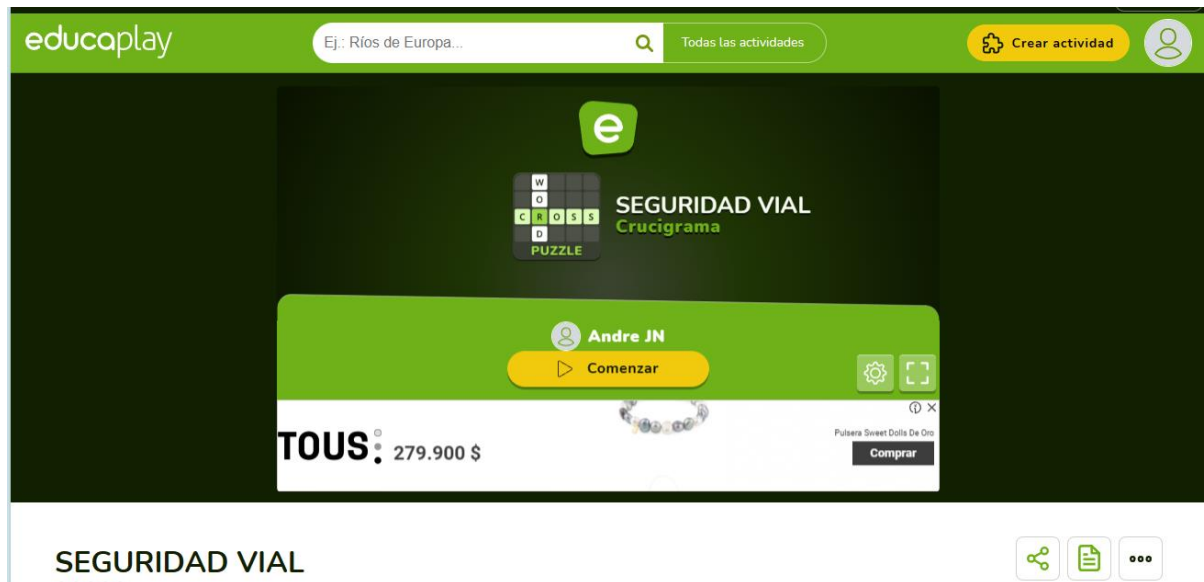 educaplay
Ej.: Ríos de Europa...
Todas las actividades
Crear actividad
e
W
O
CROSS
D
PUZZLE
SEGURIDAD VIAL
Crucigrama
Andre JN
Comenzar
TOUS
279.900 $
Pulsera Sweet Dolls De Oro
Comprar
SEGURIDAD VIAL